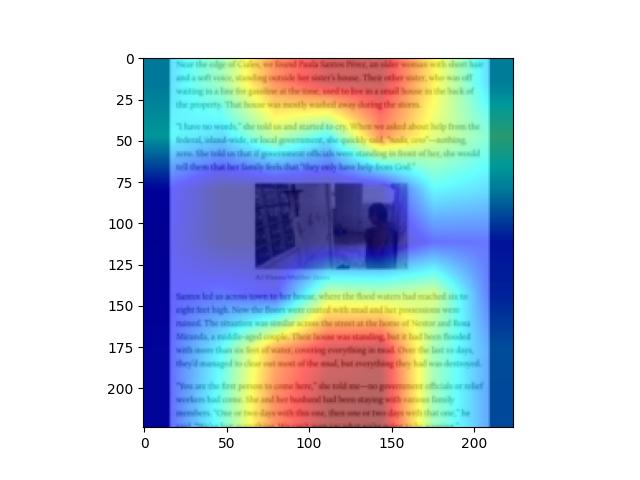 0
25
50
75
100
125
150
175
200
0
50
100
150
200
Near the edge of Ciales, we found Paula Santos Pérez, an older woman with short hair
and a soft voice, standing outside her sister's house. Their other sister, who was off
waiting in a line for gasoline at the time, used to live in a small house in the back of
the property. That house was mostly washed away during the storm.
"I have no words," she told us and started to cry. When we asked about help from the
federal, island-wide, or local government, she quickly said, "nada, cero"—nothing,
zero. She told us that if government officials were standing in front of her, she would
tell them that her family feels that "they only have help from God."
Santos led us across town to her house, where the flood waters had reached six to
eight feet high. Now the floors were coated with mud and her possessions were
ruined. The situation was similar across the street at the home of Nestor and Rosa
Miranda, a middle-aged couple. Their house was standing, but it had been flooded
with more than six feet of water, covering everything in mud. Over the last 10 days,
they'd managed to clear out most of the mud, but everything they had was destroyed.
"You are the first person to come here," she told me—no government officials or relief
workers had come. She and her husband had been staying with various family
members. "One or two days with this one, then one or two days with that one," he